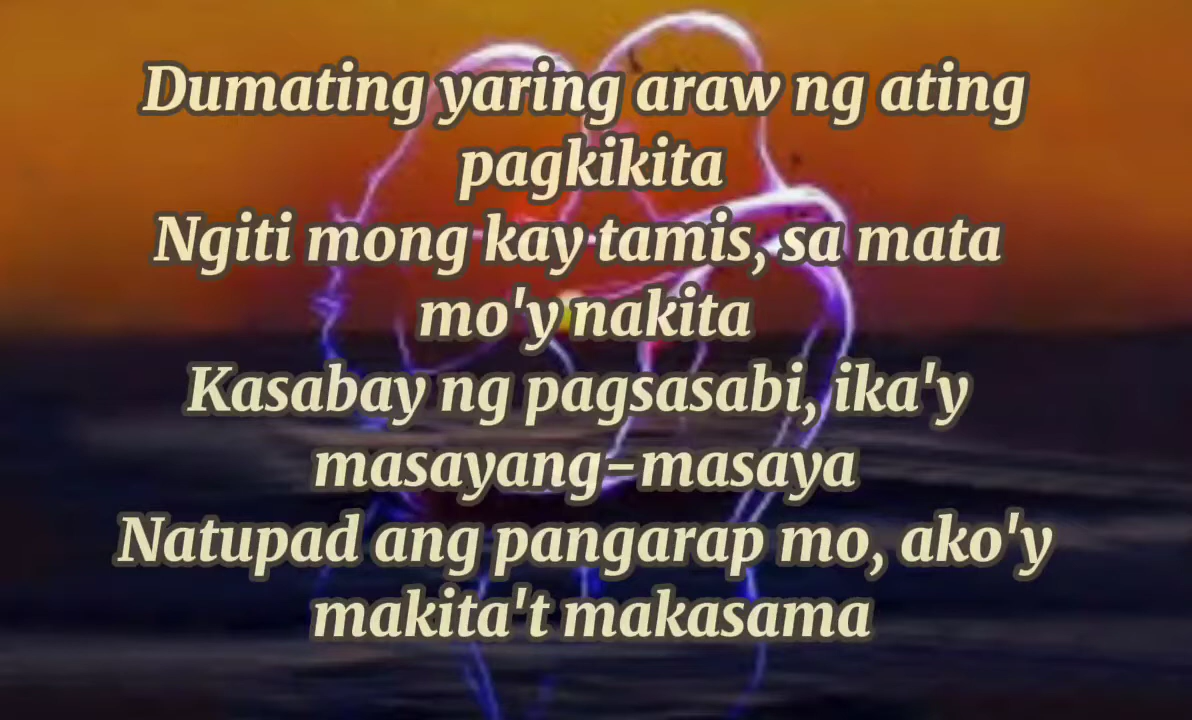 Dumating yaring araw ng ating
pagkikita
Ngiti mong kay tamis, sa mata
mo'y nakita
Kasabay ng pagsasabi, ika'y
masayang-masaya
Natupad ang pangarap mo, ako'y
makita't makasama